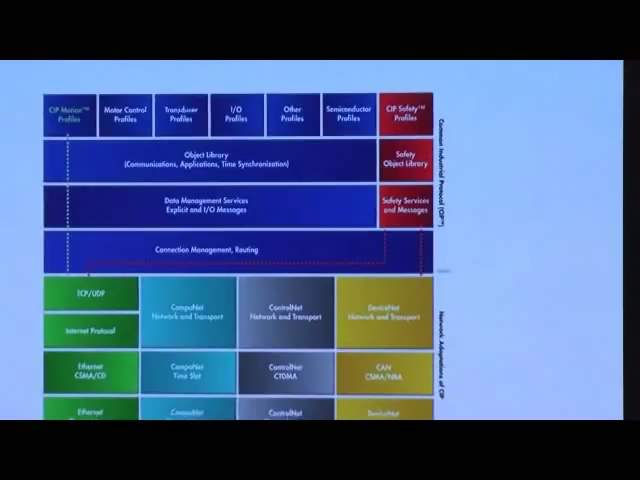 CIP Motion™
Profiles
Motor Control
Profiles
Transducer
Profiles
I/O
Profiles
Other
Profiles
Semiconductor
Profiles
CIP Safety™
Profiles
Object Library
(Communications, Applications, Time Synchronization)
Safety
Object Library
Data Management Services
Explicit and I/O Messages
Safety Services
and Messages
Connection Management, Routing
Common Industrial Protocol (CIP™)
TCP/UDP
Internet Protocol
CompoNet
Network and Transport
ControlNet
Network and Transport
DeviceNet
Network and Transport
Ethernet
CSMA/CD
CompoNet
Time Slot
ControlNet
CTDMA
CAN
CSMA/NBA
Ethernet
CompoNet
ControlNet
DeviceNet
Network Adaptations of CIP